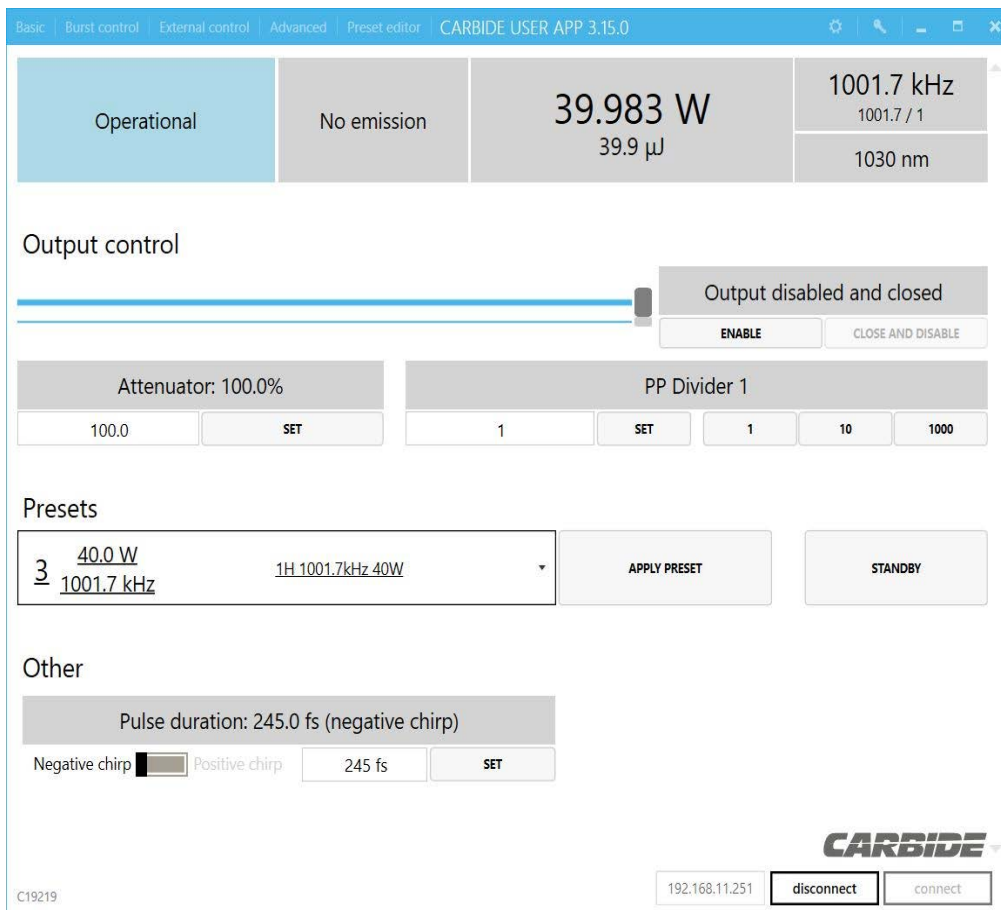 Basic Burst control External control Advanced Preset editor CARBIDE USER APP 3.15.0
Operational
No emission
39.983 W
39.9 µJ
1001.7 kHz
1001.7 / 1
1030 nm
Output control
Output disabled and closed
ENABLE CLOSE AND DISABLE
Attenuator: 100.0%
100.0 SET
PP Divider 1
1 SET 1 10 1000
Presets
3
40.0 W
1001.7 kHz
1H 1001.7kHz 40W
APPLY PRESET
STANDBY
Other
Pulse duration: 245.0 fs (negative chirp)
Negative chirp Positive chirp 245 fs SET
CARBIDE
C19219
192.168.11.251 disconnect connect